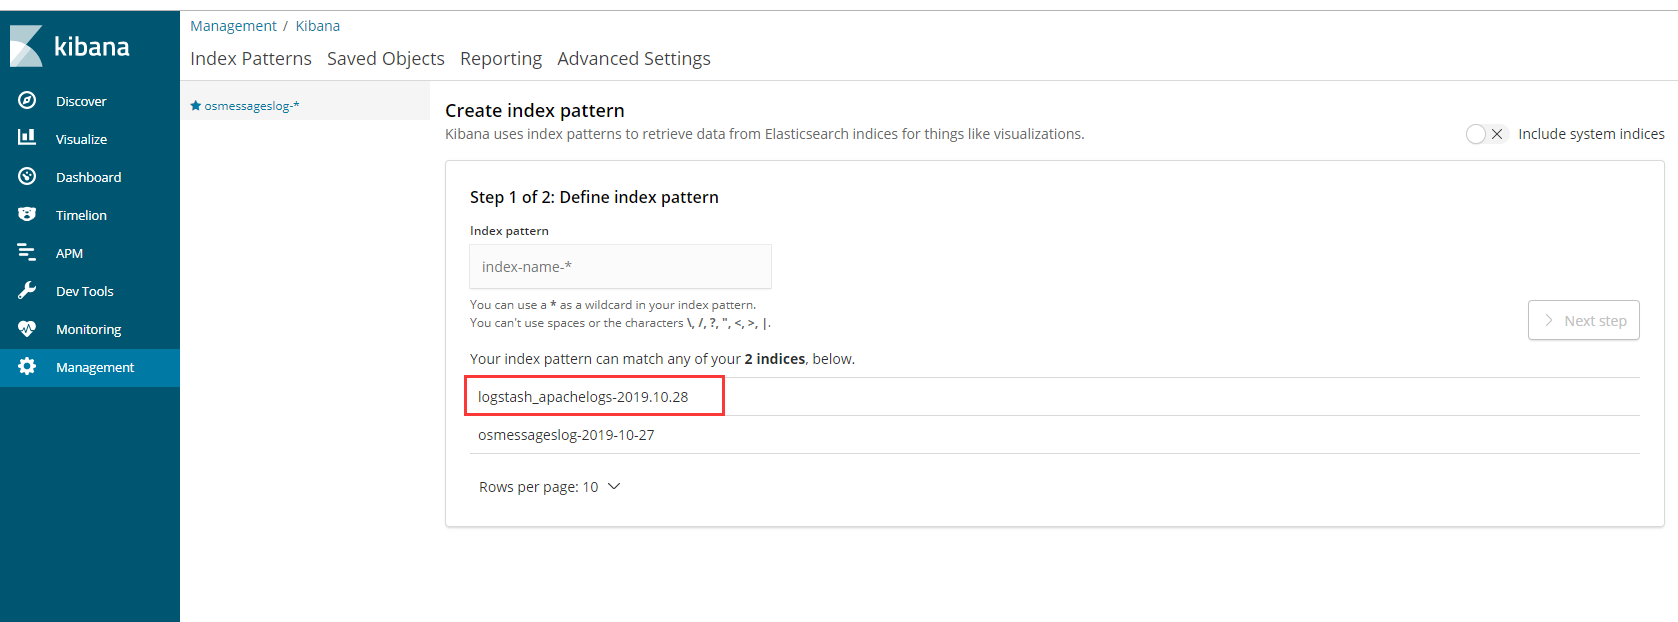 kibana
Discover
Visualize
Dashboard
Timelion
APM
Dev Tools
Monitoring
Management
Management / Kibana
Index Patterns Saved Objects Reporting Advanced Settings
osmessageslog-*
Create index pattern
Kibana uses index patterns to retrieve data from Elasticsearch indices for things like visualizations.
Include system indices
Step 1 of 2: Define index pattern
Index pattern
index-name-*
You can use a * as a wildcard in your index pattern.
You can't use spaces or the characters \, /, ?, ", <, >, |.
Next step
Your index pattern can match any of your 2 indices, below.
logstash_apachelogs-2019.10.28
osmessageslog-2019-10-27
Rows per page: 10